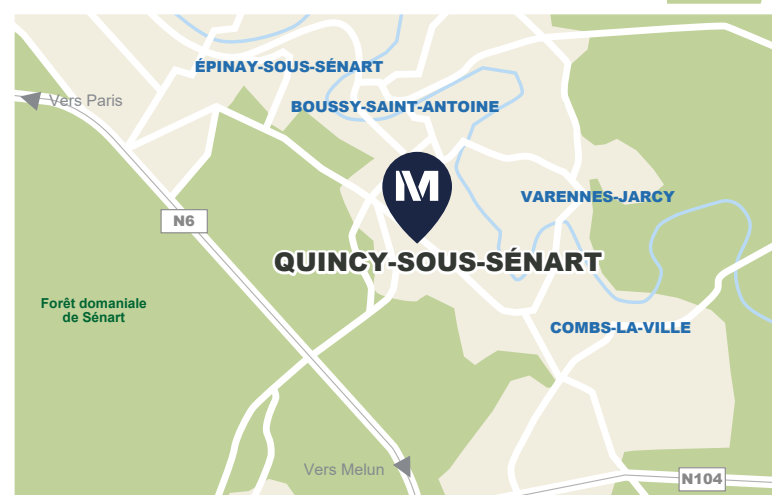 ÉPINAY-SOUS-SÉNART
Vers Paris
BOUSSY-SAINT-ANTOINE
M
VARENNES-JARCY
N6
QUINCY-SOUS-SÉNART
Forêt domaniale
de Sénart
COMBS-LA-VILLE
Vers Melun
N104